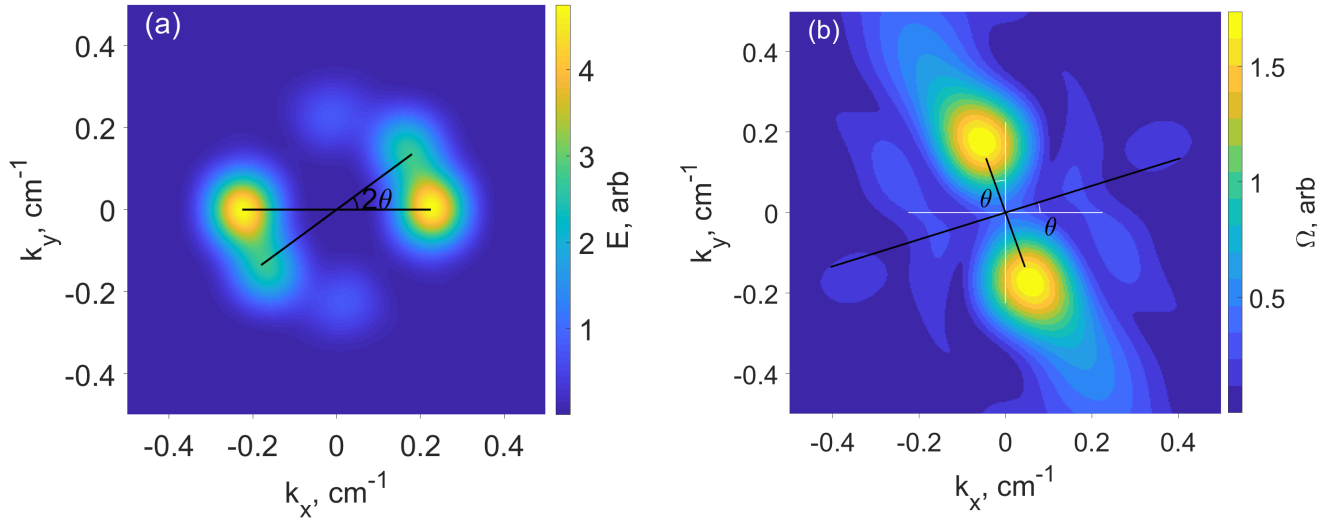 (a)
0.4
0.2
0
-0.2
-0.4
k_y, cm^-1
-0.4 -0.2 0 0.2 0.4
k_x, cm^-1
2θ
4
3
2
1
E, arb
(b)
0.4
0.2
0
-0.2
-0.4
k_y, cm^-1
-0.4 -0.2 0 0.2 0.4
k_x, cm^-1
θ
θ
1.5
1
0.5
Ω, arb